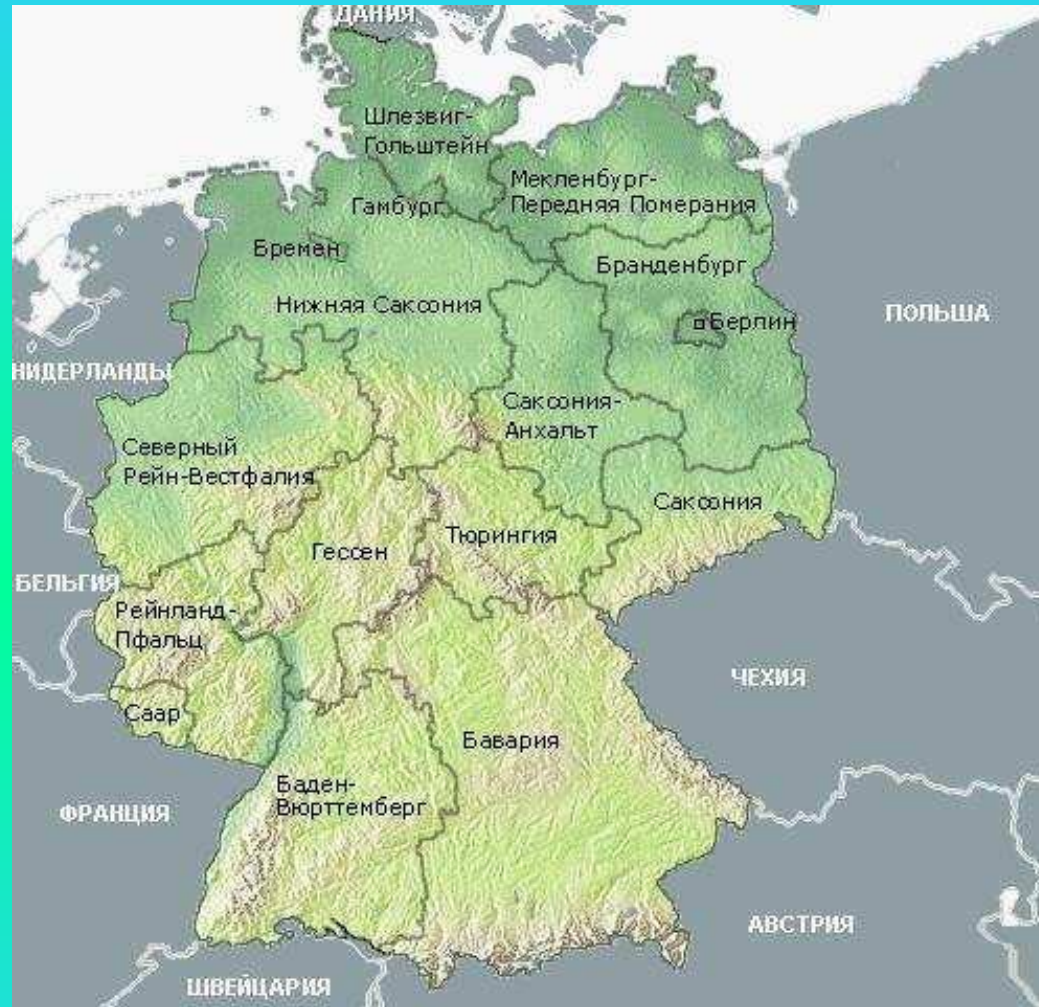 ДАНИЯ
Шлезвиг-
Гольштейн
Мекленбург-
Передняя Померания
Гамбург
Бремен
Бранденбург
Нижняя Саксония
Берлин
ПОЛЬША
НИДЕРЛАНДЫ
Саксония-
Анхальт
Северный
Рейн-Вестфалия
Саксония
Тюрингия
Гессен
БЕЛЬГИЯ
Рейнланд-
Пфальц
ЧЕХИЯ
Саар
Бавария
Баден-
Вюрттемберг
ФРАНЦИЯ
АВСТРИЯ
ШВЕЙЦАРИЯ